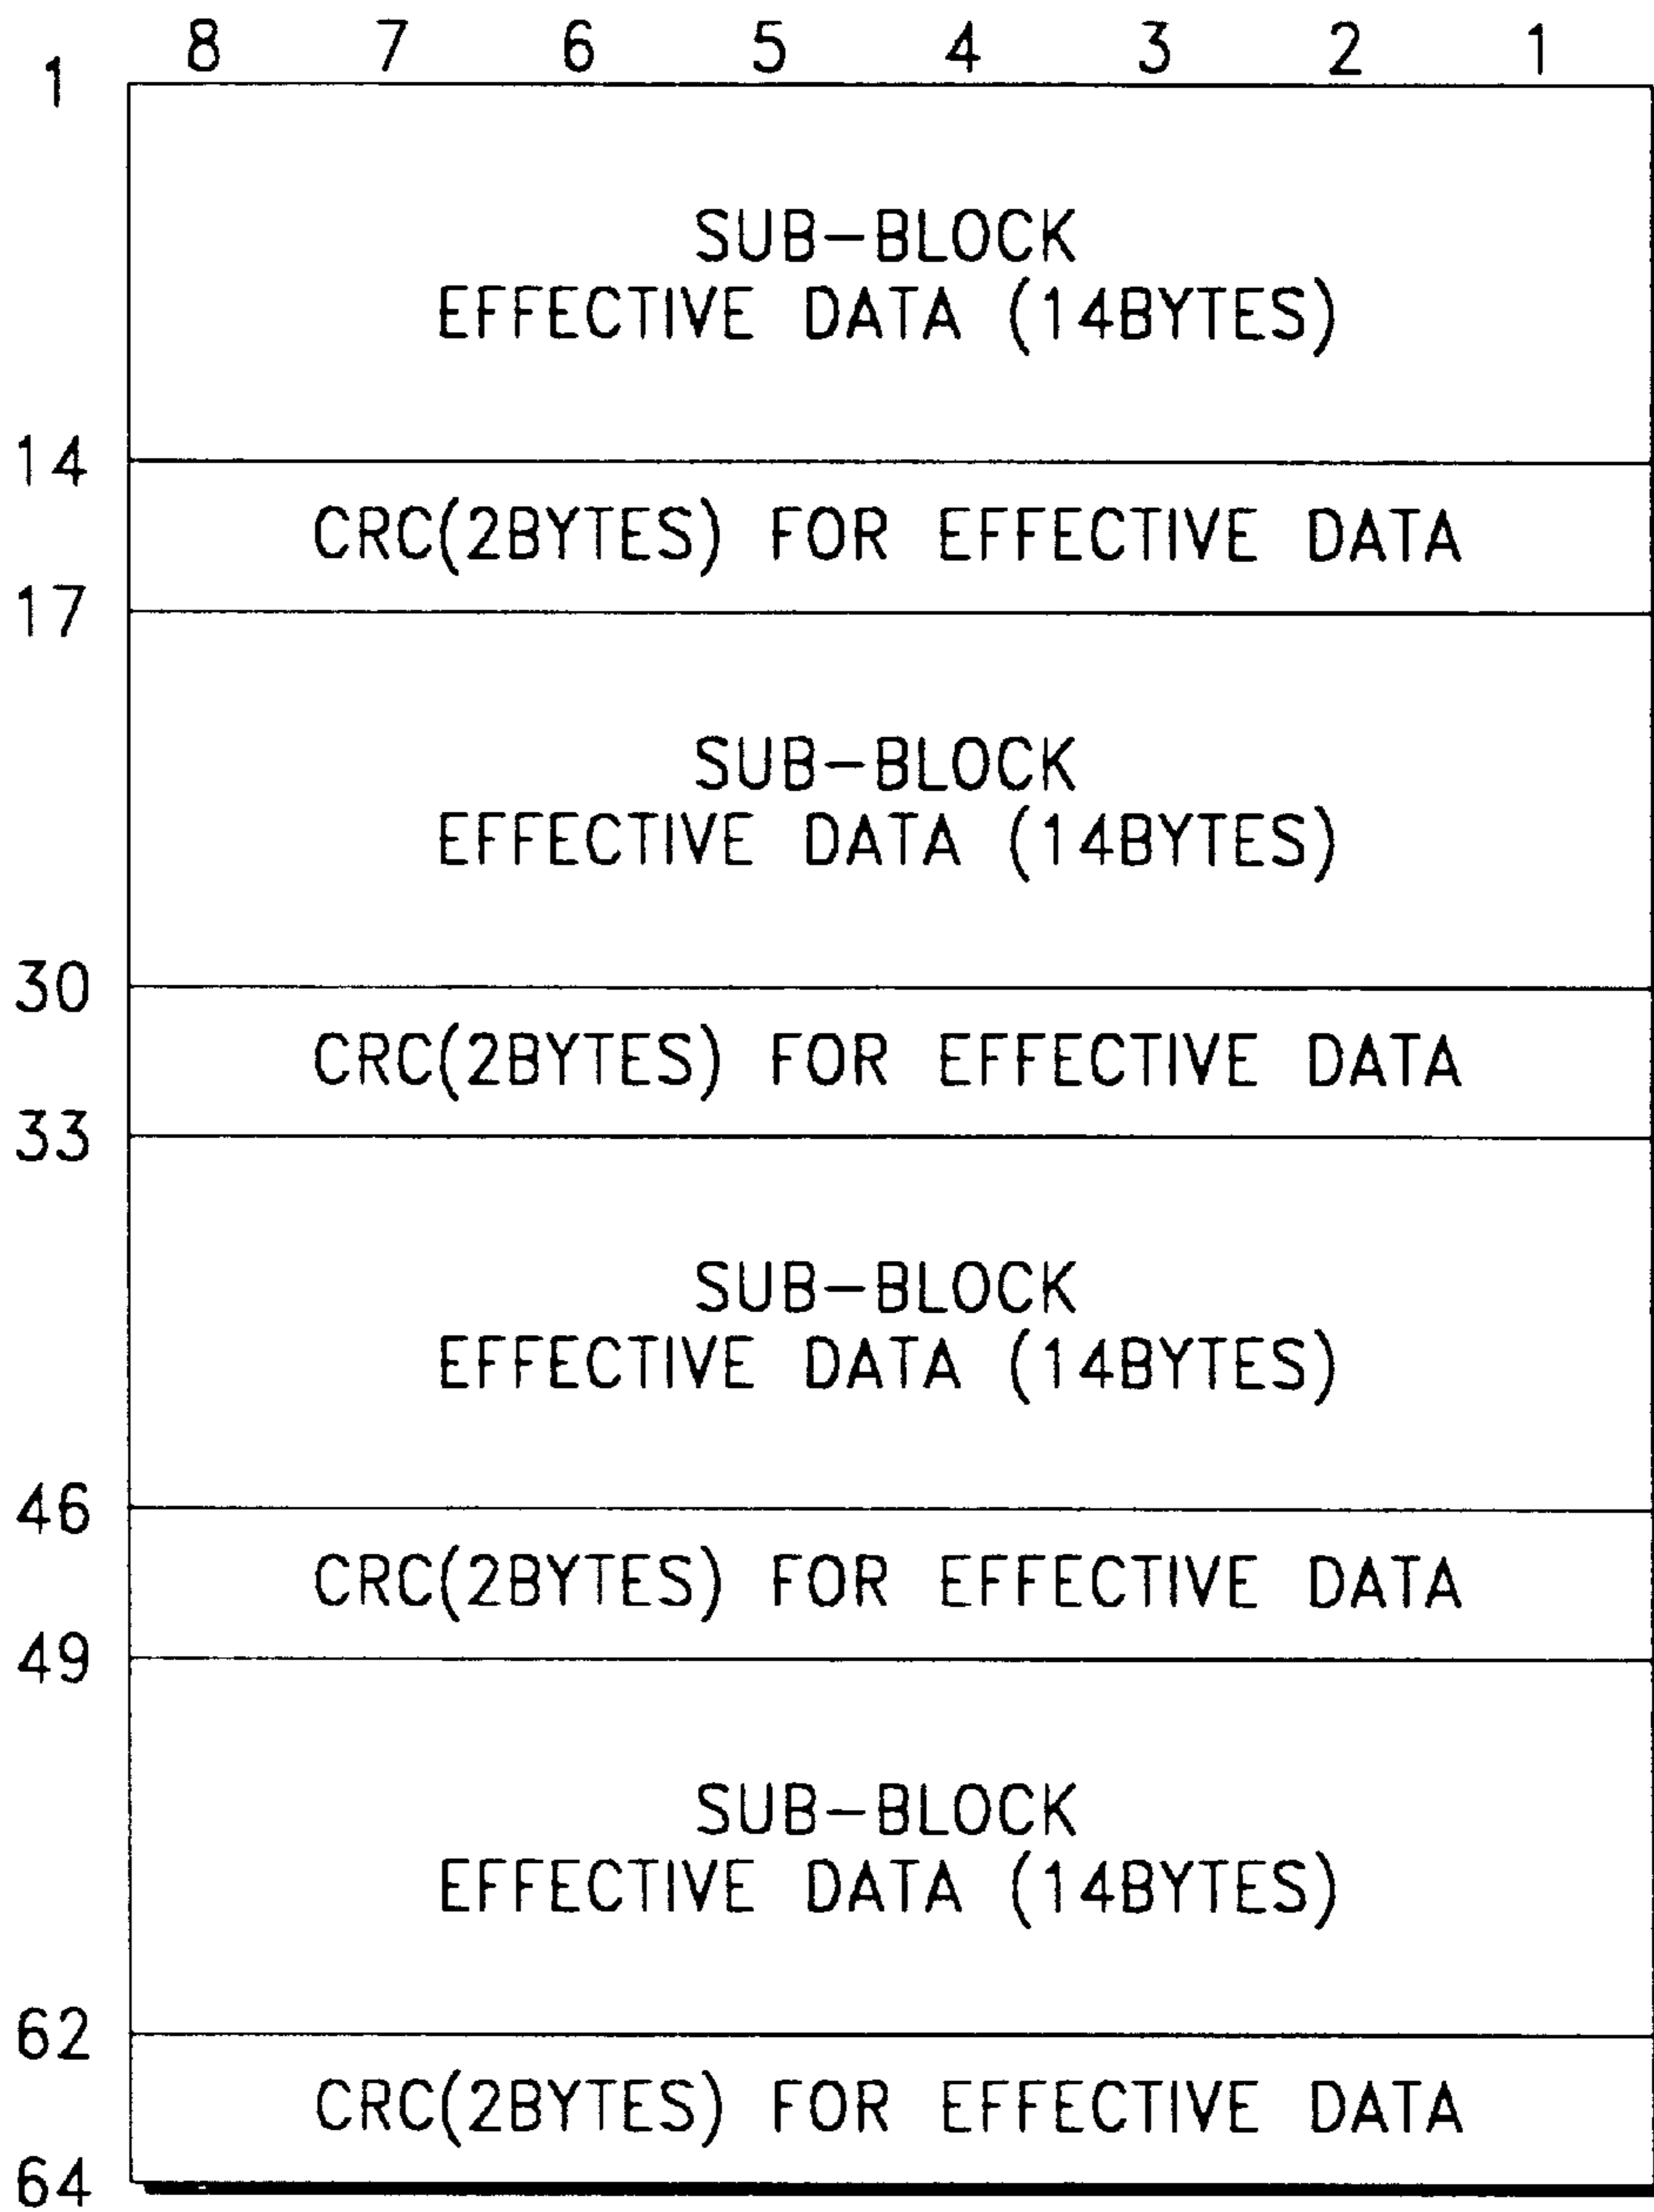 8 7 6 5 4 3 2 1
1
SUB-BLOCK
EFFECTIVE DATA (14BYTES)
14
CRC(2BYTES) FOR EFFECTIVE DATA
17
SUB-BLOCK
EFFECTIVE DATA (14BYTES)
30
CRC(2BYTES) FOR EFFECTIVE DATA
33
SUB-BLOCK
EFFECTIVE DATA (14BYTES)
46
CRC(2BYTES) FOR EFFECTIVE DATA
49
SUB-BLOCK
EFFECTIVE DATA (14BYTES)
62
CRC(2BYTES) FOR EFFECTIVE DATA
64